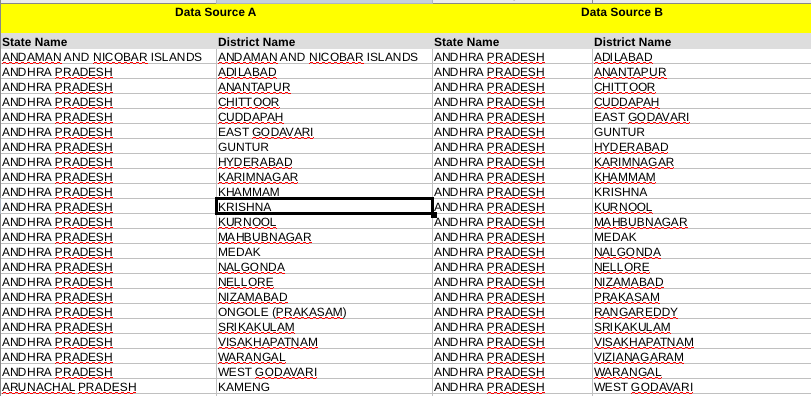 Data Source A Data Source B
State Name District Name State Name District Name
ANDAMAN AND NICOBAR ISLANDS ANDAMAN AND NICOBAR ISLANDS ANDHRA PRADESH ADILABAD
ANDHRA PRADESH ADILABAD ANDHRA PRADESH ANANTAPUR
ANDHRA PRADESH ANANTAPUR ANDHRA PRADESH CHITTOOR
ANDHRA PRADESH CHITTOOR ANDHRA PRADESH CUDDAPAH
ANDHRA PRADESH CUDDAPAH ANDHRA PRADESH EAST GODAVARI
ANDHRA PRADESH EAST GODAVARI ANDHRA PRADESH GUNTUR
ANDHRA PRADESH GUNTUR ANDHRA PRADESH HYDERABAD
ANDHRA PRADESH HYDERABAD ANDHRA PRADESH KARIMNAGAR
ANDHRA PRADESH KARIMNAGAR ANDHRA PRADESH KHAMMAM
ANDHRA PRADESH KHAMMAM ANDHRA PRADESH KRISHNA
ANDHRA PRADESH KRISHNA ANDHRA PRADESH KURNOOL
ANDHRA PRADESH KURNOOL ANDHRA PRADESH MAHBUBNAGAR
ANDHRA PRADESH MAHBUBNAGAR ANDHRA PRADESH MEDAK
ANDHRA PRADESH MEDAK ANDHRA PRADESH NALGONDA
ANDHRA PRADESH NALGONDA ANDHRA PRADESH NELLORE
ANDHRA PRADESH NELLORE ANDHRA PRADESH NIZAMABAD
ANDHRA PRADESH NIZAMABAD ANDHRA PRADESH PRAKASAM
ANDHRA PRADESH ONGOLE (PRAKASAM) ANDHRA PRADESH RANGAREDDY
ANDHRA PRADESH SRIKAKULAM ANDHRA PRADESH SRIKAKULAM
ANDHRA PRADESH VISAKHAPATNAM ANDHRA PRADESH VISAKHAPATNAM
ANDHRA PRADESH WARANGAL ANDHRA PRADESH VIZIANAGARAM
ANDHRA PRADESH WEST GODAVARI ANDHRA PRADESH WARANGAL
ARUNACHAL PRADESH KAMENG ANDHRA PRADESH WEST GODAVARI